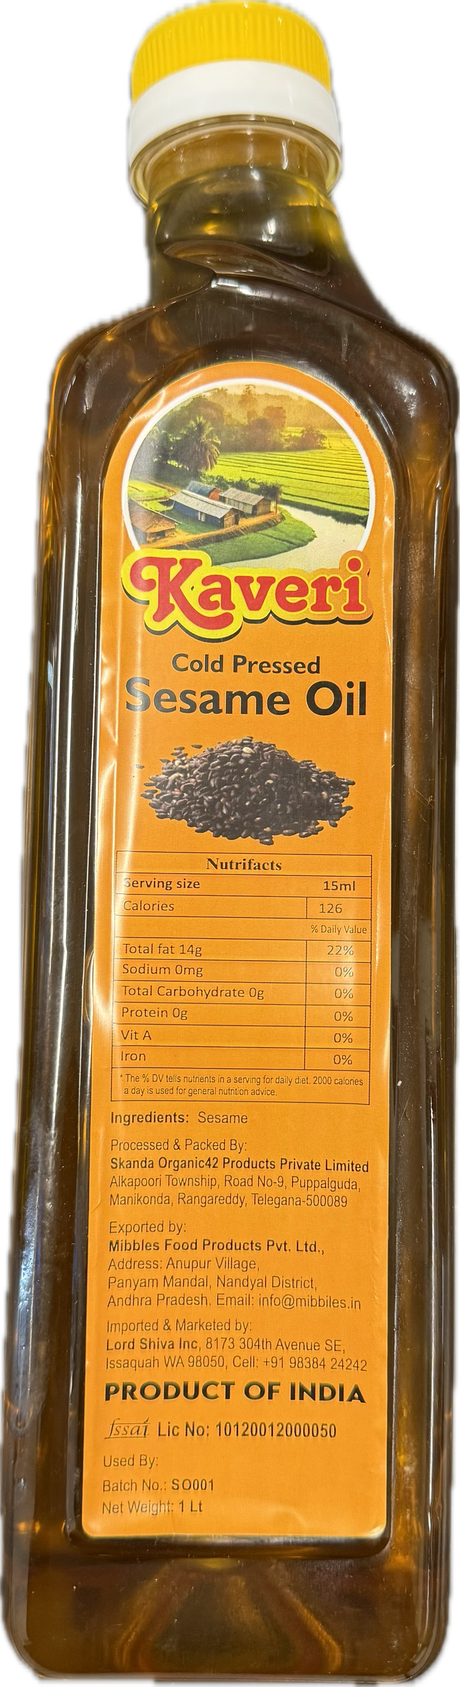 Kaveri
Cold Pressed
Sesame Oil
Nutrifacts
Serving size 15ml
Calories 126
% Daily Value
Total fat 14g 22%
Sodium 0mg 0%
Total Carbohydrate 0g 0%
Protein 0g 0%
Vit A 0%
Iron 0%
* The % DV tells nutrients in a serving for daily diet. 2000 calories
a day is used for general nutrition advice.
Ingredients: Sesame
Processed & Packed By:
Skanda Organic42 Products Private Limited
Alkapoori Township, Road No-9, Puppalguda,
Manikonda, Rangareddy, Telegana-500089
Exported by:
Mibbles Food Products Pvt. Ltd.,
Address: Anupur Village,
Panyam Mandal, Nandyal District,
Andhra Pradesh. Email: info@mibbiles.in
Imported & Marketed by:
Lord Shiva Inc, 8173 304th Avenue SE,
Issaquah WA 98050, Cell: +91 98384 24242
PRODUCT OF INDIA
fssai Lic No: 10120012000050
Used By:
Batch No.: SO001
Net Weight: 1 Lt